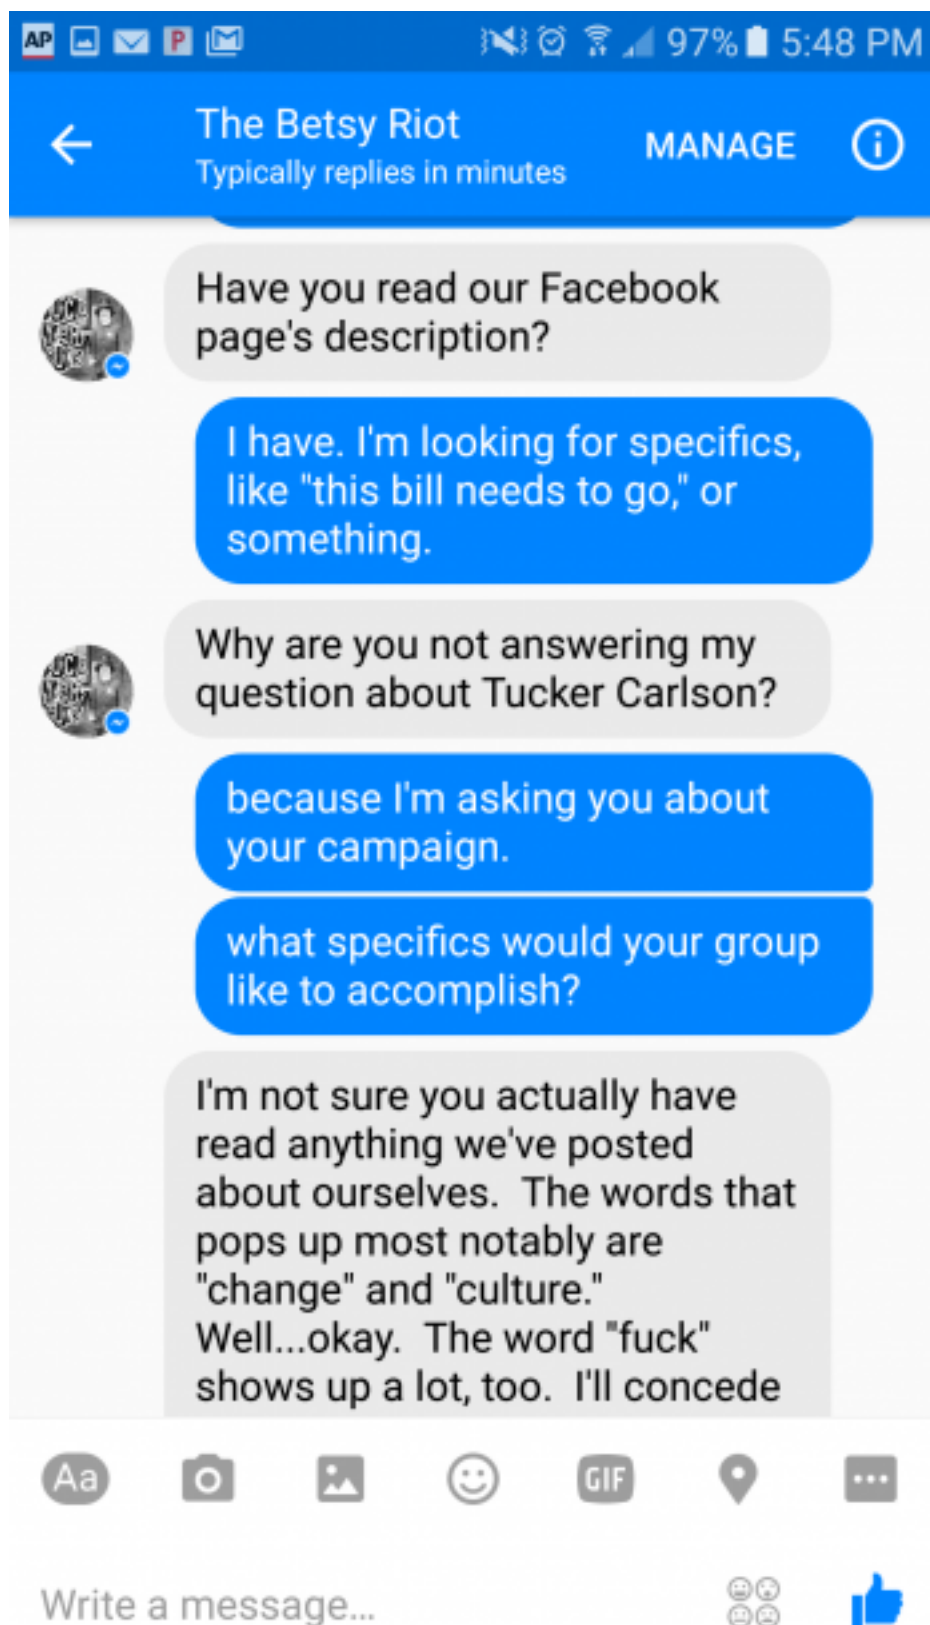 AP P 97% 5:48 PM
The Betsy Riot
Typically replies in minutes
MANAGE
Have you read our Facebook
page's description?
I have. I'm looking for specifics,
like "this bill needs to go," or
something.
Why are you not answering my
question about Tucker Carlson?
because I'm asking you about
your campaign.
what specifics would your group
like to accomplish?
I'm not sure you actually have
read anything we've posted
about ourselves.  The words that
pops up most notably are
"change" and "culture."
Well...okay.  The word "fuck"
shows up a lot, too.  I'll concede
Aa GIF
Write a message...